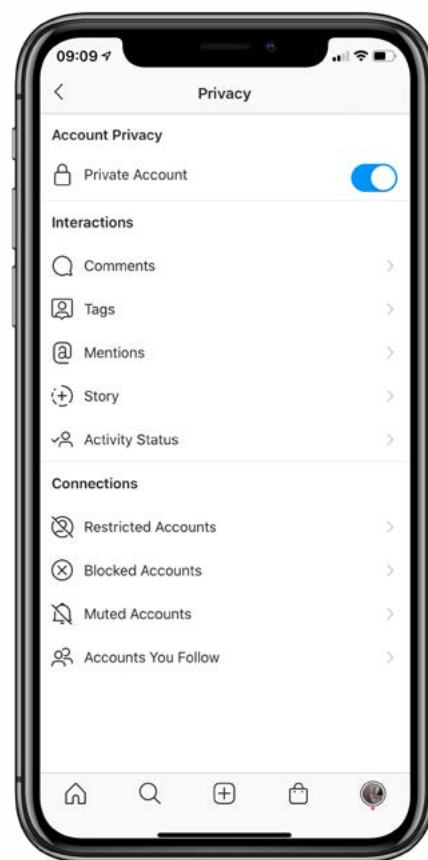 09:09
Privacy
Account Privacy
Private Account
Interactions
Comments
Tags
Mentions
Story
Activity Status
Connections
Restricted Accounts
Blocked Accounts
Muted Accounts
Accounts You Follow